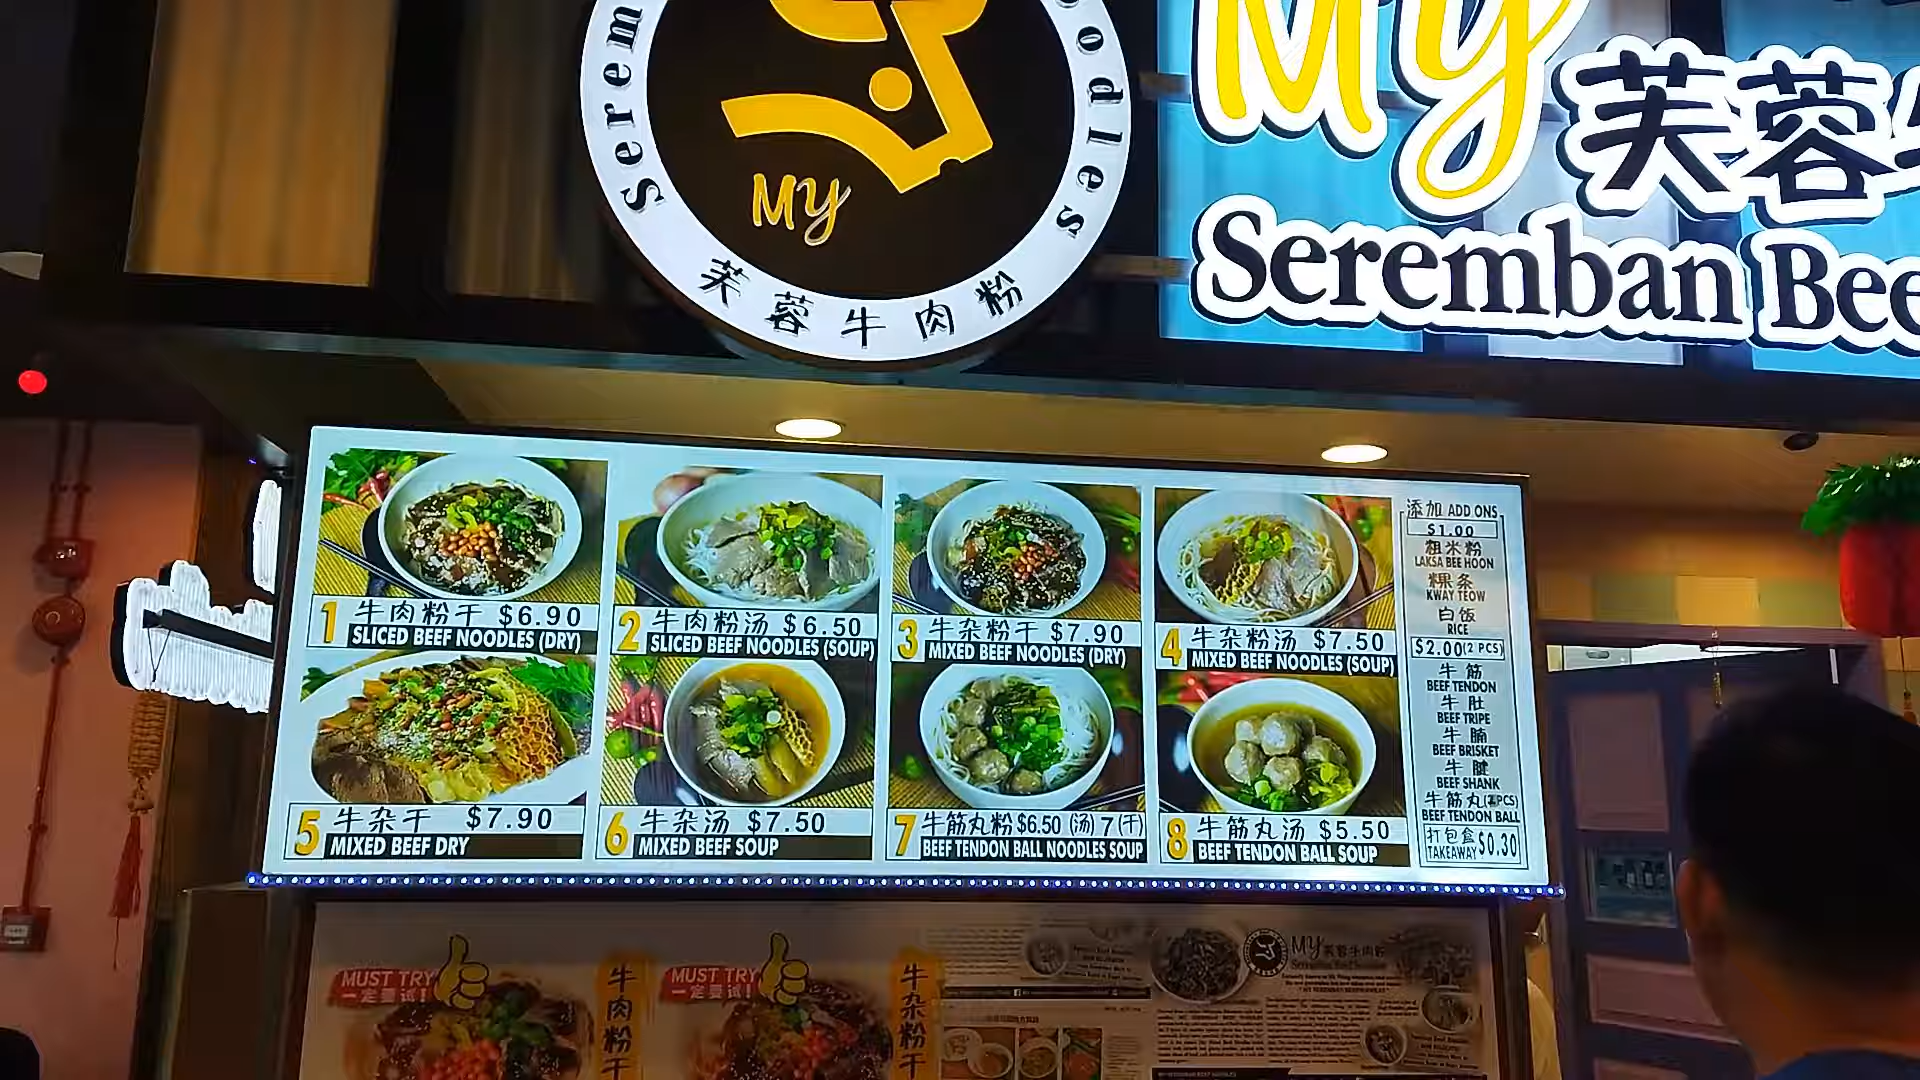 Serem
oodles
My
芙蓉牛肉粉
My
芙蓉
Seremban Bee
1 牛肉粉干 $6.90
SLICED BEEF NOODLES (DRY)
2 牛肉粉汤 $6.50
SLICED BEEF NOODLES (SOUP)
3 牛杂粉干 $7.90
MIXED BEEF NOODLES (DRY)
4 牛杂粉汤 $7.50
MIXED BEEF NOODLES (SOUP)
5 牛杂干 $7.90
MIXED BEEF DRY
6 牛杂汤 $7.50
MIXED BEEF SOUP
7 牛筋丸粉 $6.50 (汤) 7 (干)
BEEF TENDON BALL NOODLES SOUP
8 牛筋丸汤 $5.50
BEEF TENDON BALL SOUP
添加 ADD ONS
$1.00
粗米粉
LAKSA BEE HOON
粿条
KWAY TEOW
白饭
RICE
$2.00(2 PCS)
牛筋
BEEF TENDON
牛肚
BEEF TRIPE
牛腩
BEEF BRISKET
牛腱
BEEF SHANK
牛筋丸
BEEF TENDON BALL
打包盒
TAKEAWAY $0.30
MUST TRY
一定要试!
牛肉粉干
MUST TRY
一定要试!
牛杂粉干
MY 芙蓉牛肉粉